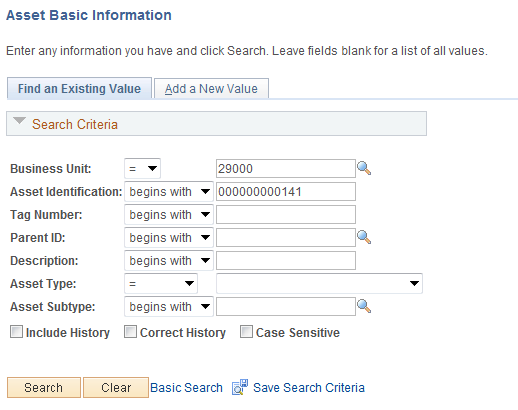 Asset Basic Information
Enter any information you have and click Search. Leave fields blank for a list of all values.
Find an Existing Value Add a New Value
Search Criteria
Business Unit: = 29000
Asset Identification: begins with 000000000141
Tag Number: begins with
Parent ID: begins with
Description: begins with
Asset Type: =
Asset Subtype: begins with
Include History Correct History Case Sensitive
Search Clear Basic Search Save Search Criteria